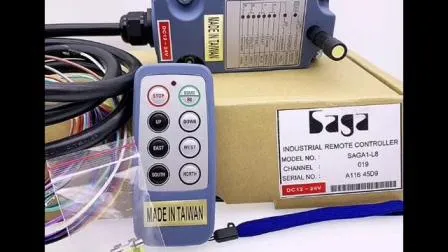 DC12-24V
MADE IN TAIWAN
STOP
UP
DOWN
EAST
WEST
SOUTH
NORTH
MADE IN TAIWAN
Saga
INDUSTRIAL REMOTE CONTROLLER
MODEL NO. : SAGA1-L8
CHANNEL : 019
SERIAL NO. : A116 45D9
DC12-24V